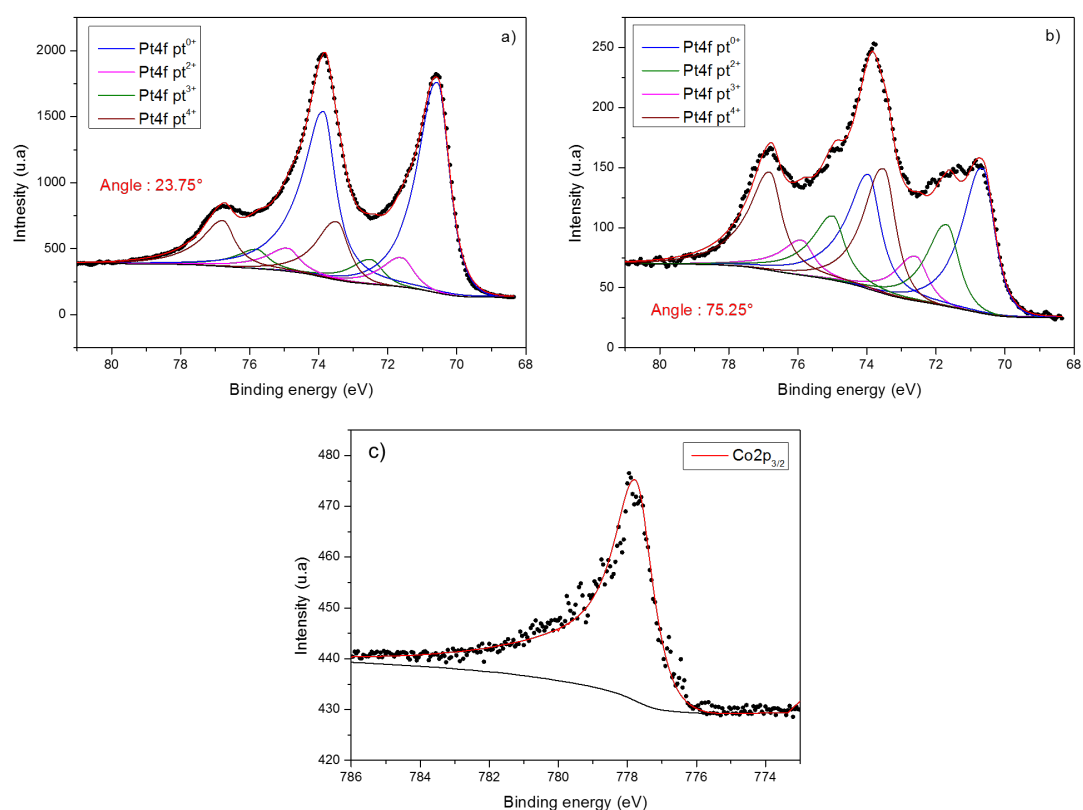 a)
Pt4f pt0+
Pt4f pt2+
Pt4f pt3+
Pt4f pt4+
Angle : 23.75°
Intinesity (u.a)
2000
1500
1000
500
0
80 78 76 74 72 70 68
Binding energy (eV)
b)
Pt4f pt0+
Pt4f pt2+
Pt4f pt3+
Pt4f pt4+
Angle : 75.25°
Intensity (u.a)
250
200
150
100
50
0
80 78 76 74 72 70 68
Binding energy (eV)
c)
Co2p3/2
Intensity (u.a)
480
470
460
450
440
430
420
786 784 782 780 778 776 774
Binding energy (eV)